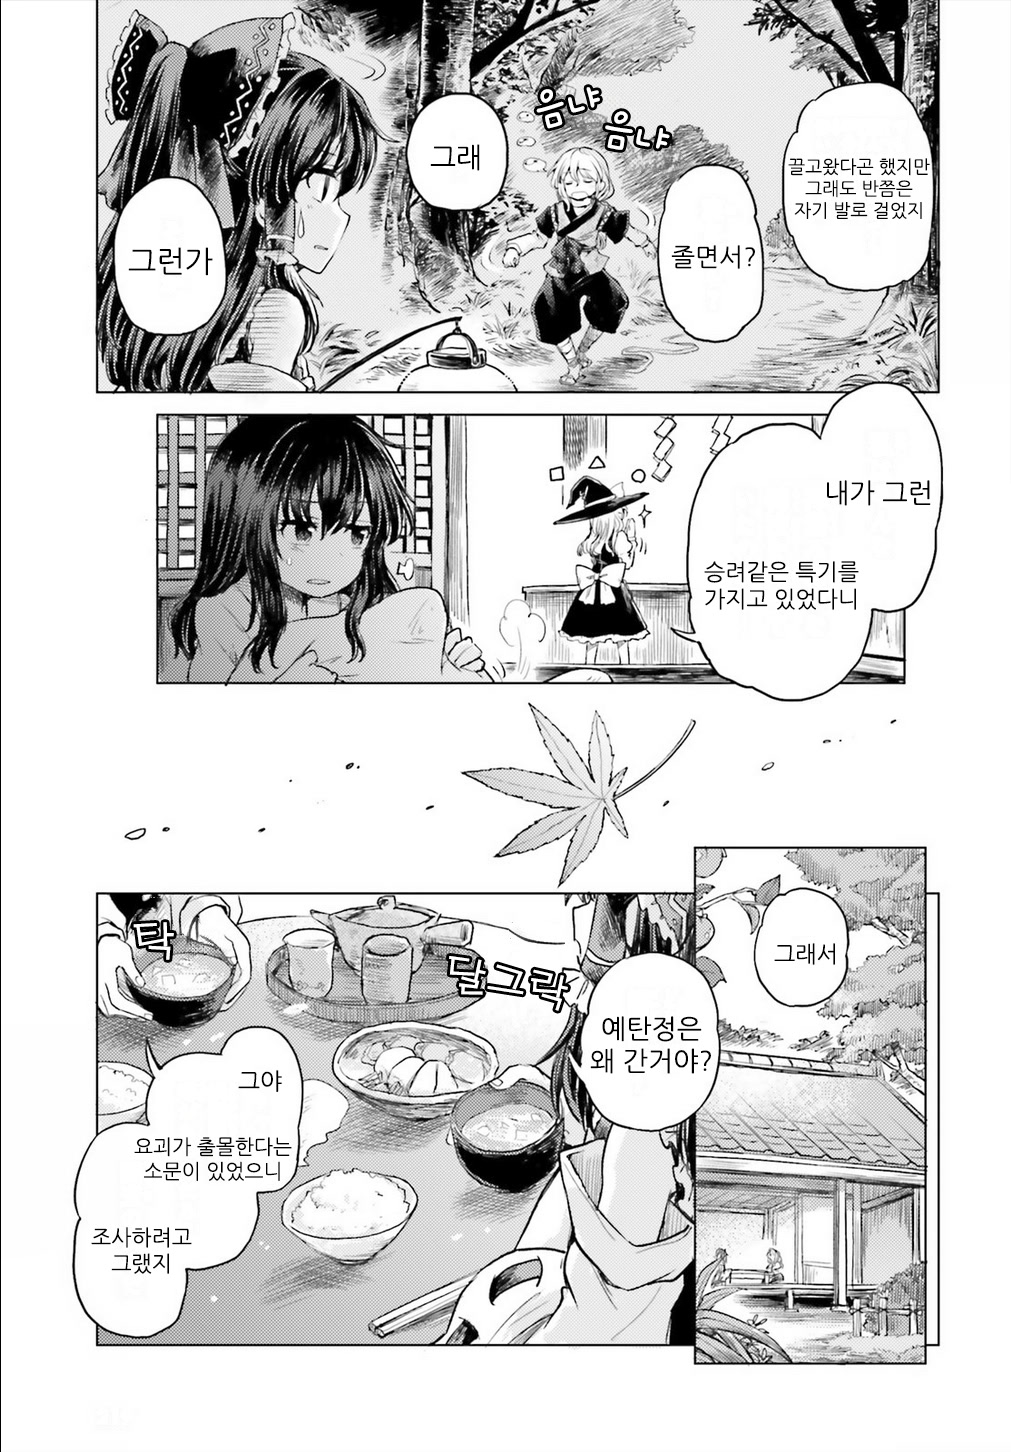 끌고왔다곤 했지만
그래도 반쯤은
자기 발로 걸었지
졸면서?
음냐
음냐
그래
그런가
내가 그런
승려같은 특기를
가지고 있었다니
그래서
예탄정은
왜 간거야?
달그락
탁
그야
요괴가 출몰한다는
소문이 있었으니
조사하려고
그랬지